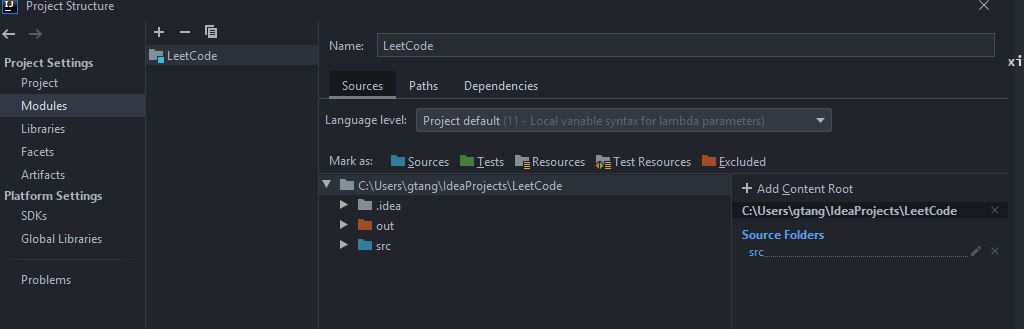 IJ Project Structure
Project Settings
Project
Modules
Libraries
Facets
Artifacts
Platform Settings
SDKs
Global Libraries
Problems
LeetCode
Name: LeetCode
Sources Paths Dependencies
Language level: Project default (11 - Local variable syntax for lambda parameters)
Mark as: Sources Tests Resources Test Resources Excluded
C:\Users\gtang\IdeaProjects\LeetCode
.idea
out
src
+ Add Content Root
C:\Users\gtang\IdeaProjects\LeetCode
Source Folders
src
xi